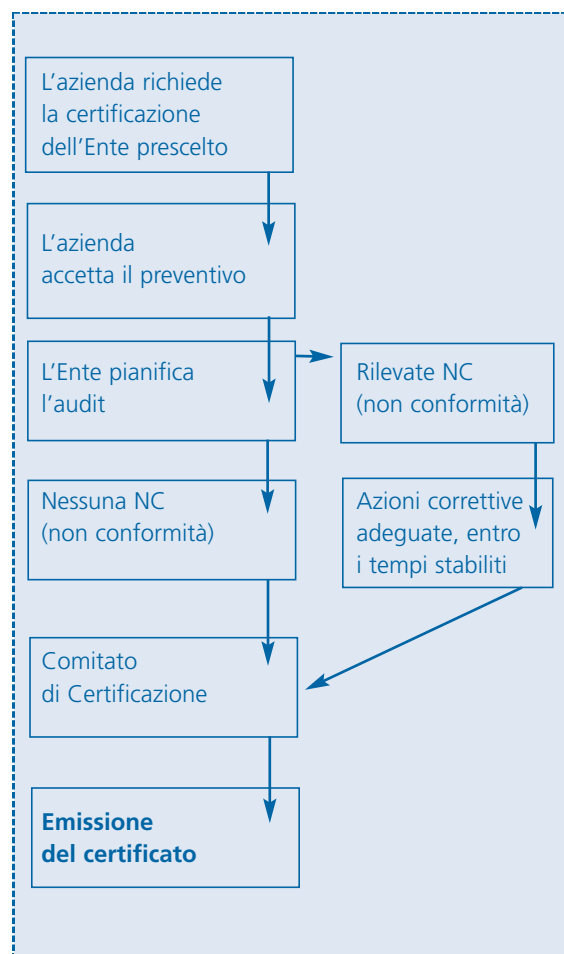 L'azienda richiede
la certificazione
dell'Ente prescelto
L'azienda
accetta il preventivo
L'Ente pianifica
l'audit
Rilevate NC
(non conformità)
Nessuna NC
(non conformità)
Azioni correttive
adeguate, entro
i tempi stabiliti
Comitato
di Certificazione
Emissione
del certificato